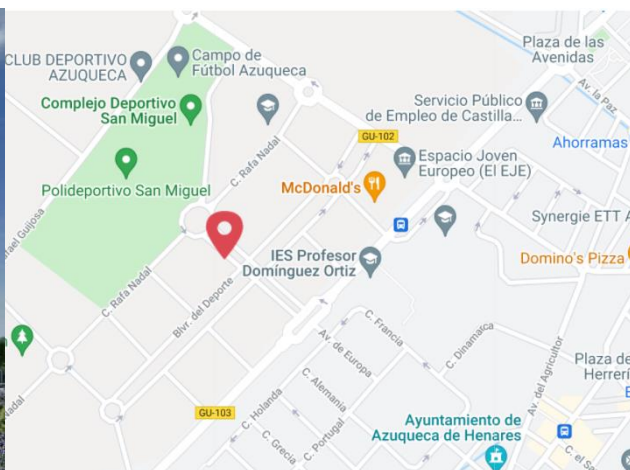 CLUB DEPORTIVO
AZUQUECA
Campo de
Fútbol Azuqueca
Complejo Deportivo
San Miguel
Polideportivo San Miguel
C. Rafa Nadal
GU-102
McDonald's
Espacio Joven
Europeo (El EJE)
Servicio Público
de Empleo de Castilla...
Plaza de las
Avenidas
Av. la Paz
Ahorramas
Synergie ETT
Domino's Pizza
IES Profesor
Domínguez Ortiz
Blvr. del Deporte
C. Rafa Nadal
Guijosa
Av. de Europa
C. Francia
C. Dinamarca
C. Alemania
C. Holanda
C. Grecia
C. Portugal
GU-103
Av. del Agricultor
Plaza de
Ayuntamiento de
Azuqueca de Henares